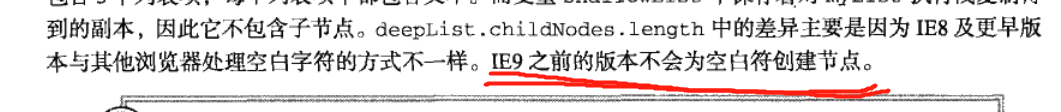 到的副本，因此它不包含子节点。deepList.childNodes.length 中的差异主要是因为 IE8 及更早版
本与其他浏览器处理空白字符的方式不一样。IE9 之前的版本不会为空白符创建节点。